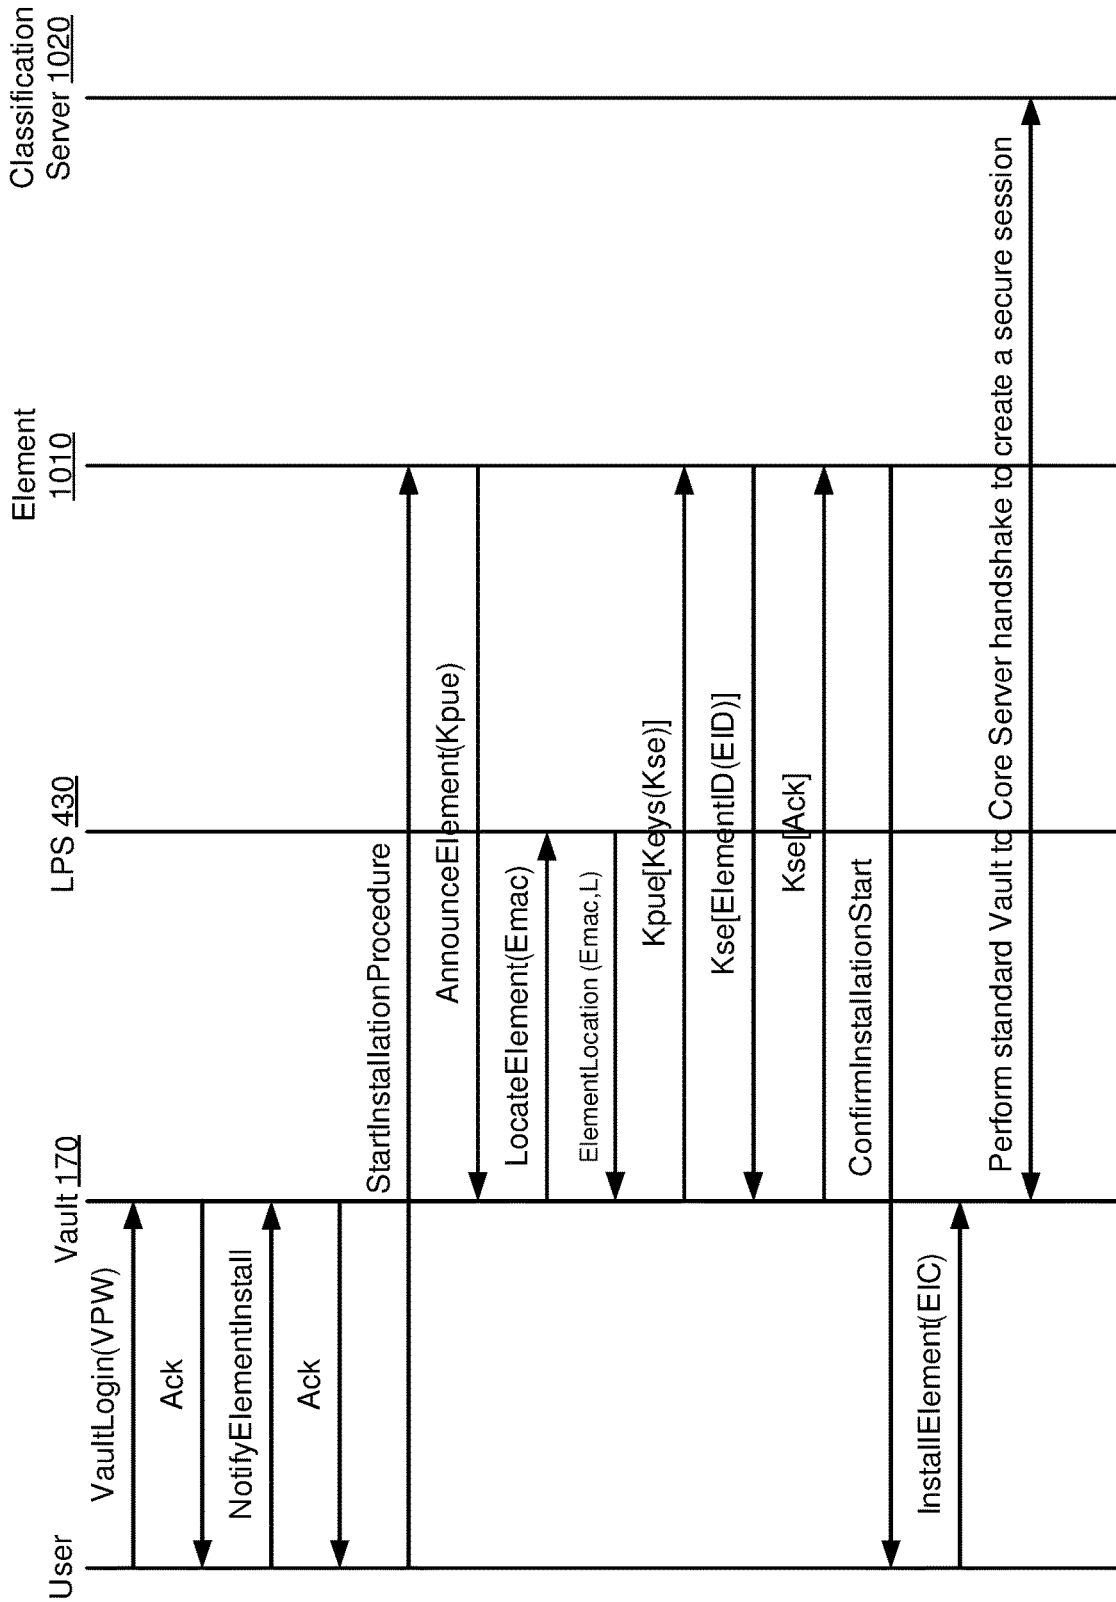 User
Vault 170
LPS 430
Element
1010
Classification
Server 1020
VaultLogin(VPW)
Ack
NotifyElementInstall
Ack
StartInstallationProcedure
AnnounceElement(Kpue)
LocateElement(Emac)
ElementLocation (Emac,L)
Kpue[Keys(Kse)]
Kse[ElementID(EID)]
Kse[Ack]
ConfirmInstallationStart
InstallElement(EIC)
Perform standard Vault to Core Server handshake to create a secure session